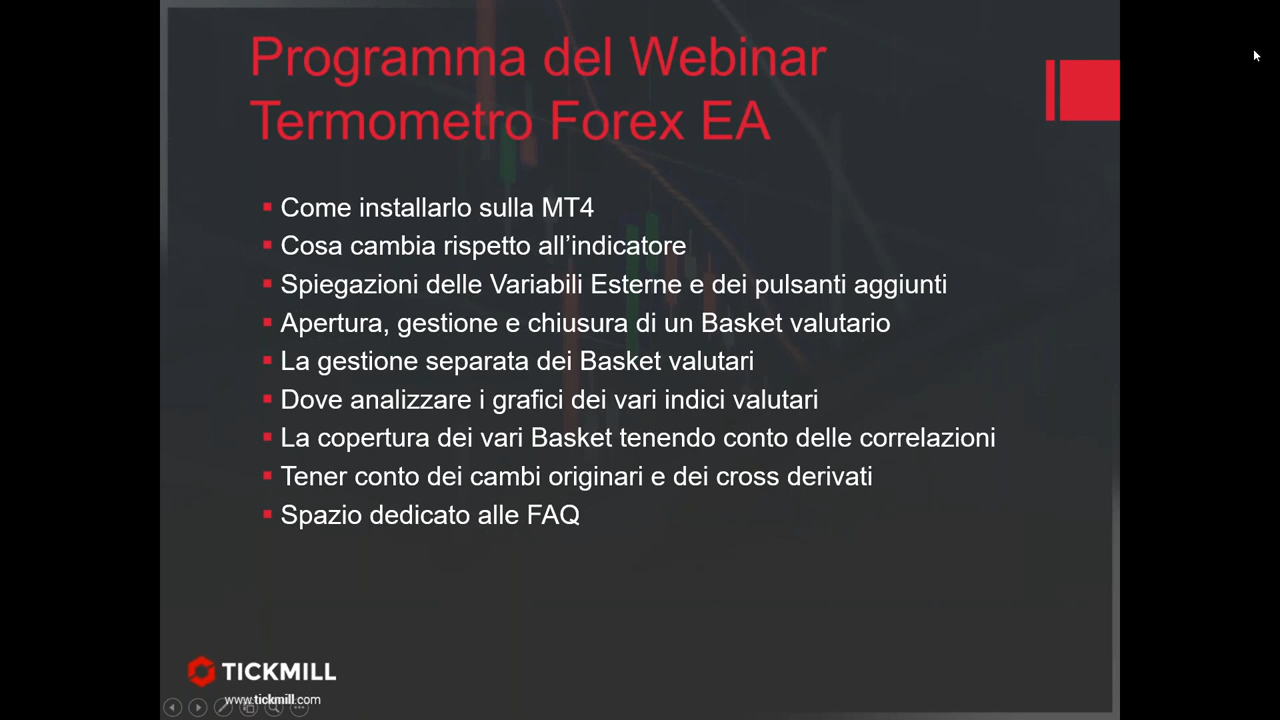 Programma del Webinar
Termometro Forex EA
Come installarlo sulla MT4
Cosa cambia rispetto all’indicatore
Spiegazioni delle Variabili Esterne e dei pulsanti aggiunti
Apertura, gestione e chiusura di un Basket valutario
La gestione separata dei Basket valutari
Dove analizzare i grafici dei vari indici valutari
La copertura dei vari Basket tenendo conto delle correlazioni
Tener conto dei cambi originari e dei cross derivati
Spazio dedicato alle FAQ
TICKMILL
www.tickmill.com